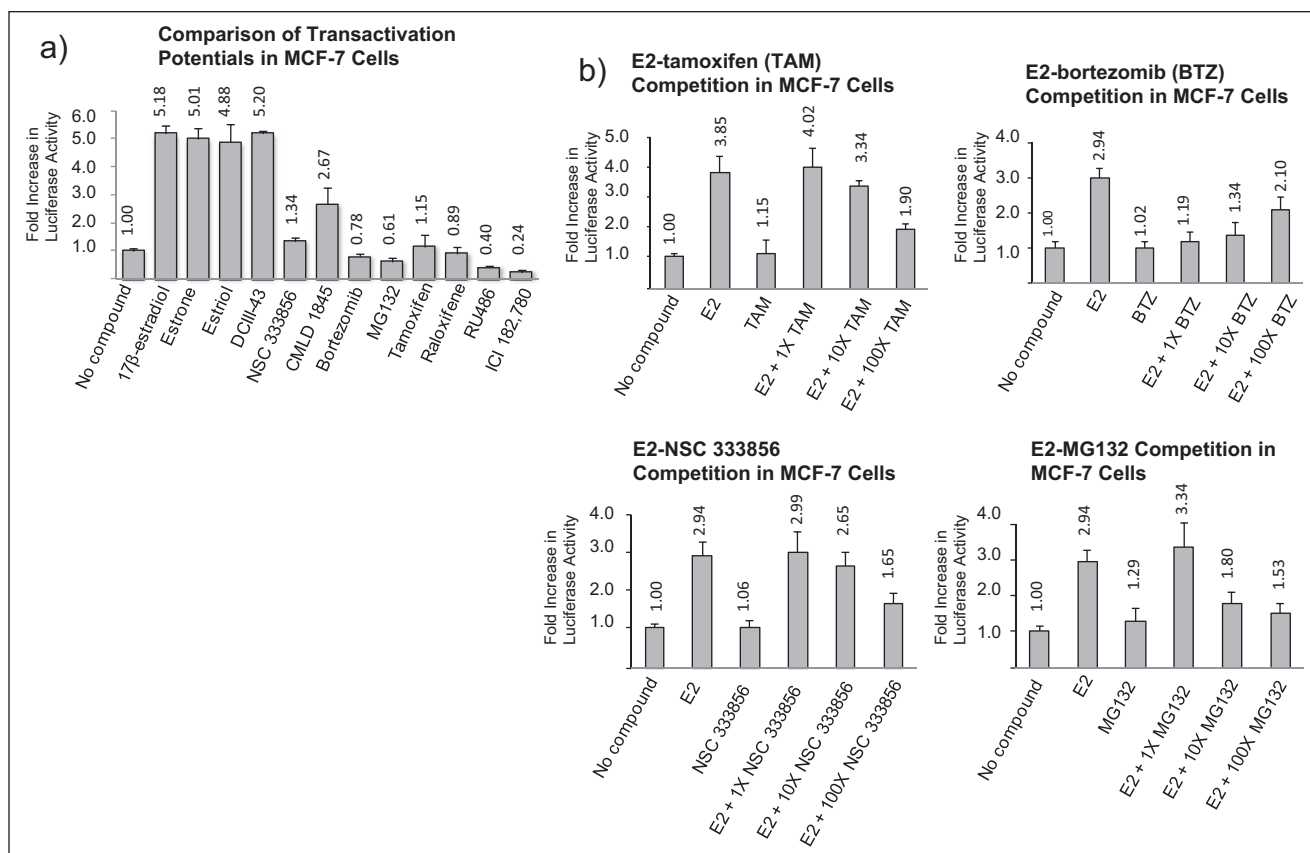 a)
Comparison of Transactivation
Potentials in MCF-7 Cells
Fold Increase in
Luciferase Activity
6.0
5.0
4.0
3.0
2.0
1.0
1.00
5.18
5.01
4.88
5.20
1.34
2.67
0.78
0.61
1.15
0.89
0.40
0.24
No compound
17β-estradiol
Estrone
Estriol
DCIII-43
NSC 333856
CMLD 1845
Bortezomib
MG132
Tamoxifen
Raloxifene
RU486
ICI 182,780
b)
E2-tamoxifen (TAM)
Competition in MCF-7 Cells
Fold Increase in
Luciferase Activity
5.0
4.0
3.0
2.0
1.0
1.00
3.85
1.15
4.02
3.34
1.90
No compound
E2
TAM
E2 + 1X TAM
E2 + 10X TAM
E2 + 100X TAM
E2-bortezomib (BTZ)
Competition in MCF-7 Cells
Fold Increase in
Luciferase Activity
4.0
3.0
2.0
1.0
1.00
2.94
1.02
1.19
1.34
2.10
No compound
E2
BTZ
E2 + 1X BTZ
E2 + 10X BTZ
E2 + 100X BTZ
E2-NSC 333856
Competition in MCF-7 Cells
Fold Increase in
Luciferase Activity
4.0
3.0
2.0
1.0
1.00
2.94
1.06
2.99
2.65
1.65
No compound
E2
NSC 333856
E2 + 1X NSC 333856
E2 + 10X NSC 333856
E2 + 100X NSC 333856
E2-MG132 Competition in
MCF-7 Cells
Fold Increase in
Luciferase Activity
4.0
3.0
2.0
1.0
1.00
2.94
1.29
3.34
1.80
1.53
No compound
E2
MG132
E2 + 1X MG132
E2 + 10X MG132
E2 + 100X MG132